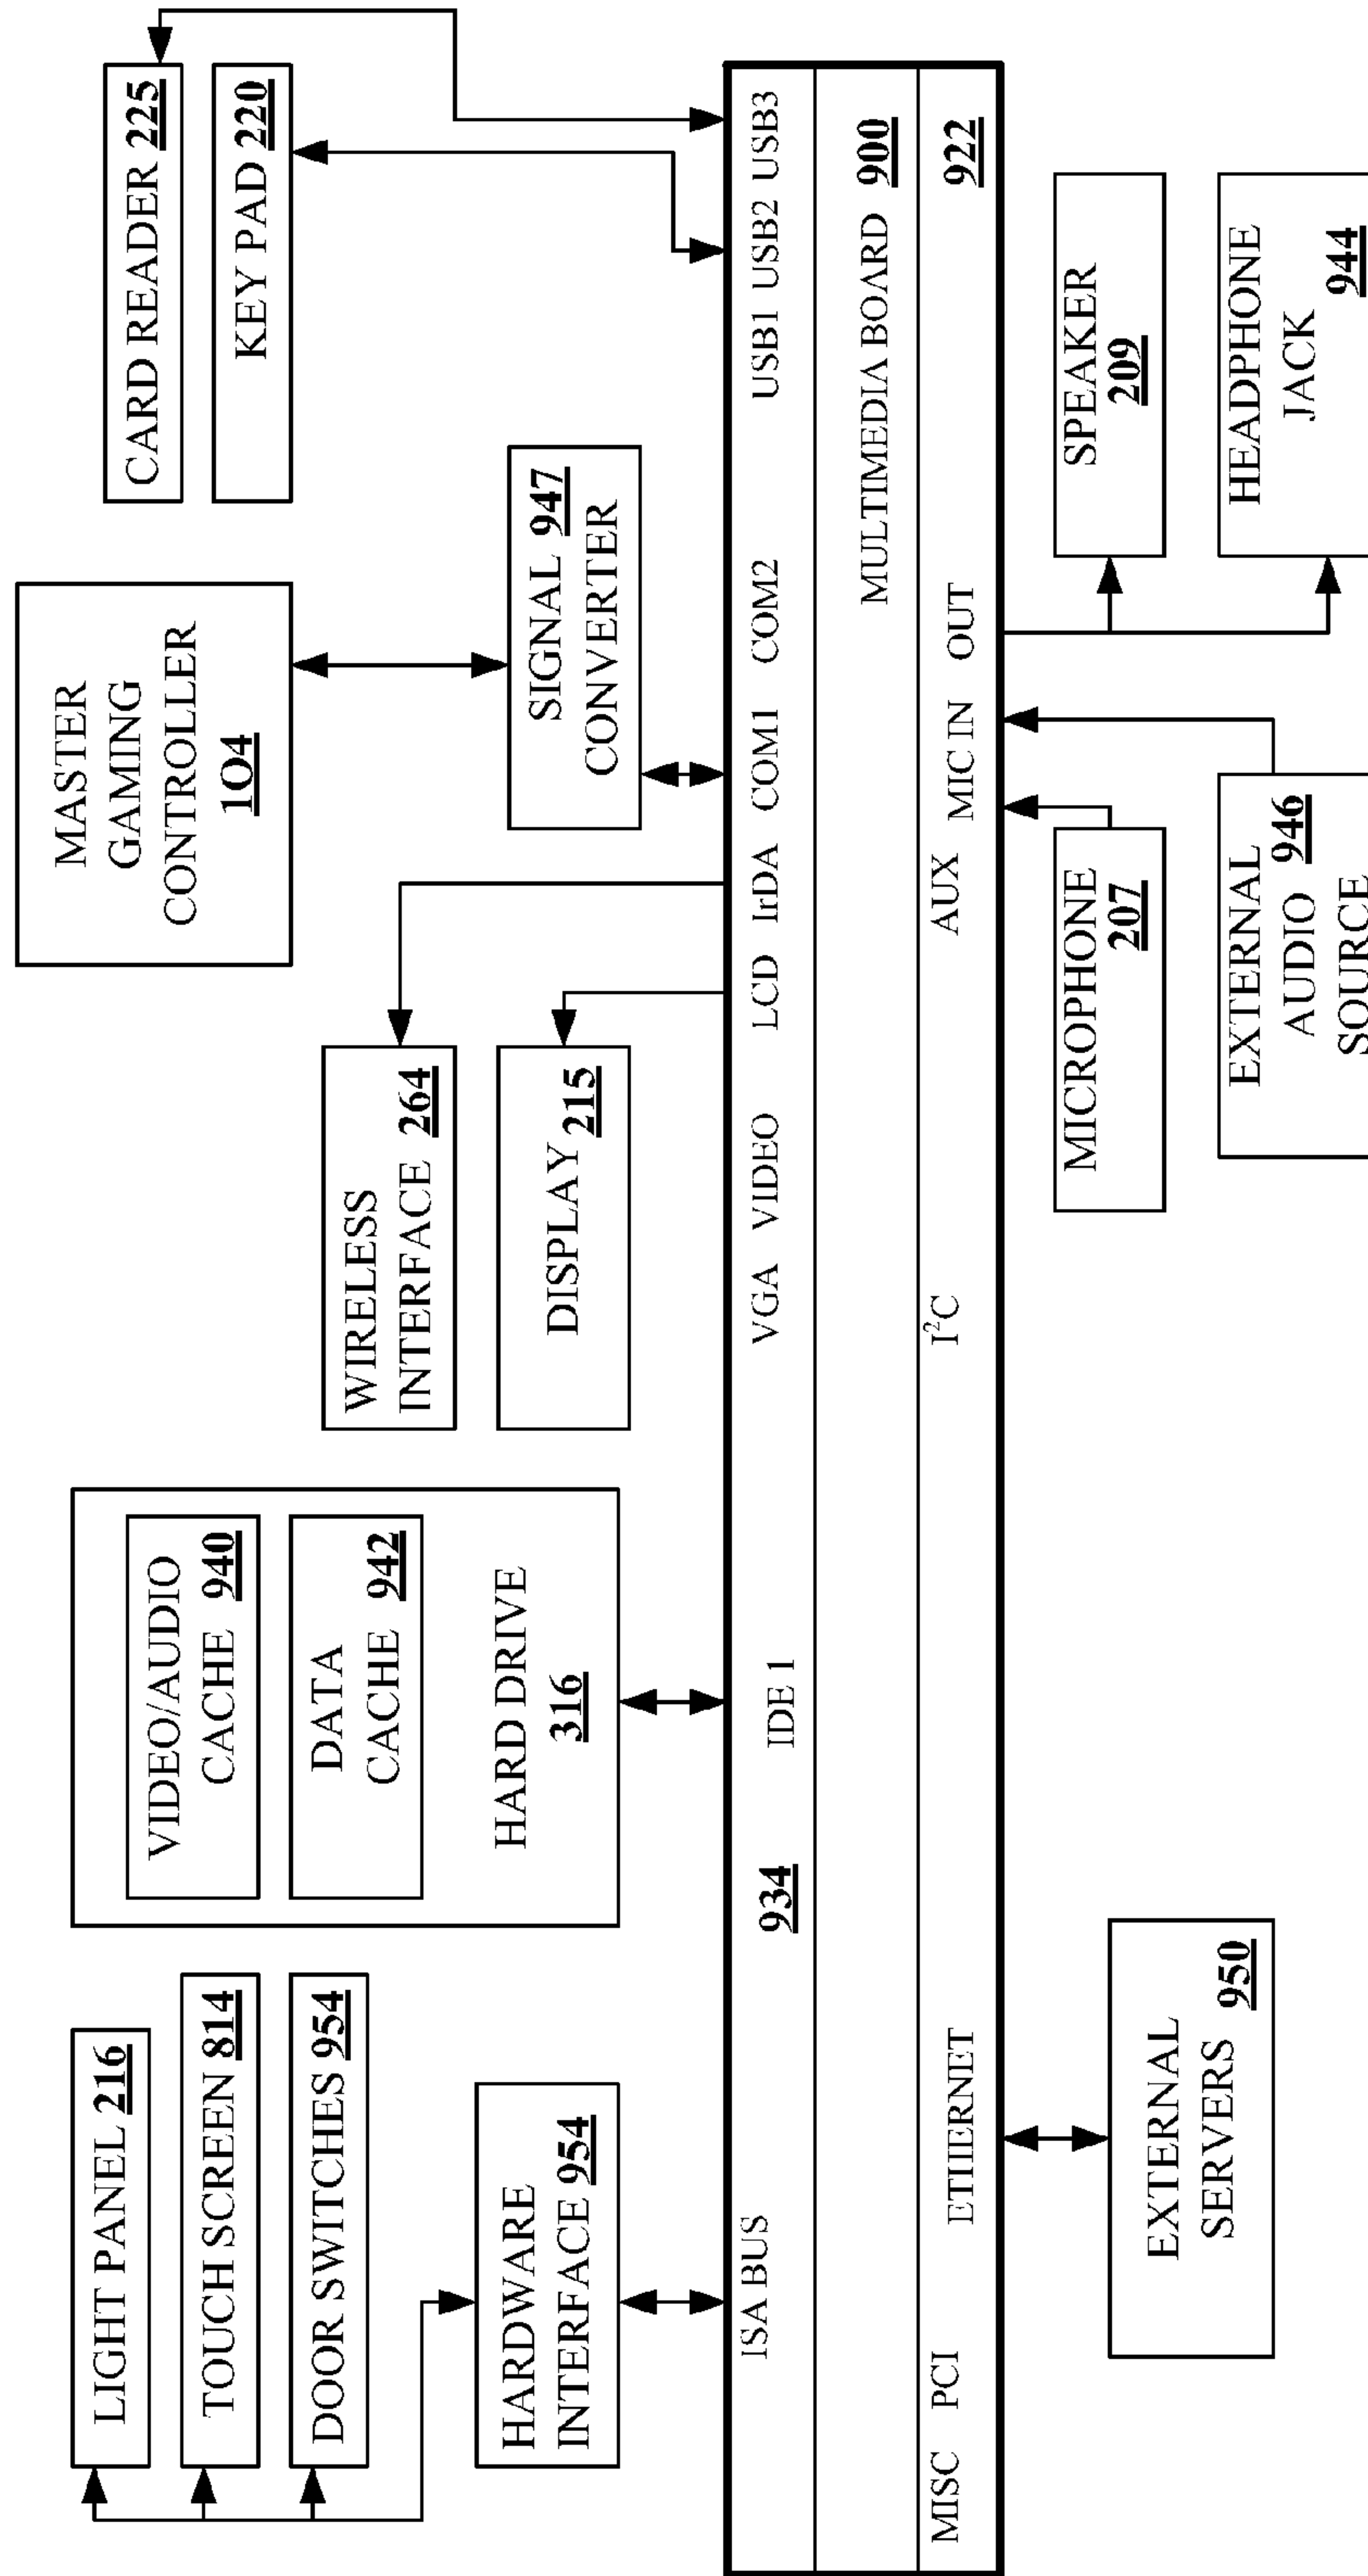 LIGHT PANEL 216
TOUCH SCREEN 814
DOOR SWITCHES 954
HARDWARE
INTERFACE 954
VIDEO/AUDIO
CACHE 940
DATA
CACHE 942
HARD DRIVE
316
WIRELESS
INTERFACE 264
DISPLAY 215
MASTER
GAMING
CONTROLLER
104
SIGNAL 947
CONVERTER
CARD READER 225
KEY PAD 220
ISA BUS 934 IDE 1 VGA VIDEO LCD IrDA COM1 COM2 USB1 USB2 USB3
MULTIMEDIA BOARD 900
MISC PCI ETHERNET I²C AUX MIC IN OUT 922
EXTERNAL
SERVERS 950
MICROPHONE
207
EXTERNAL
AUDIO 946
SOURCE
SPEAKER
209
HEADPHONE
JACK 944